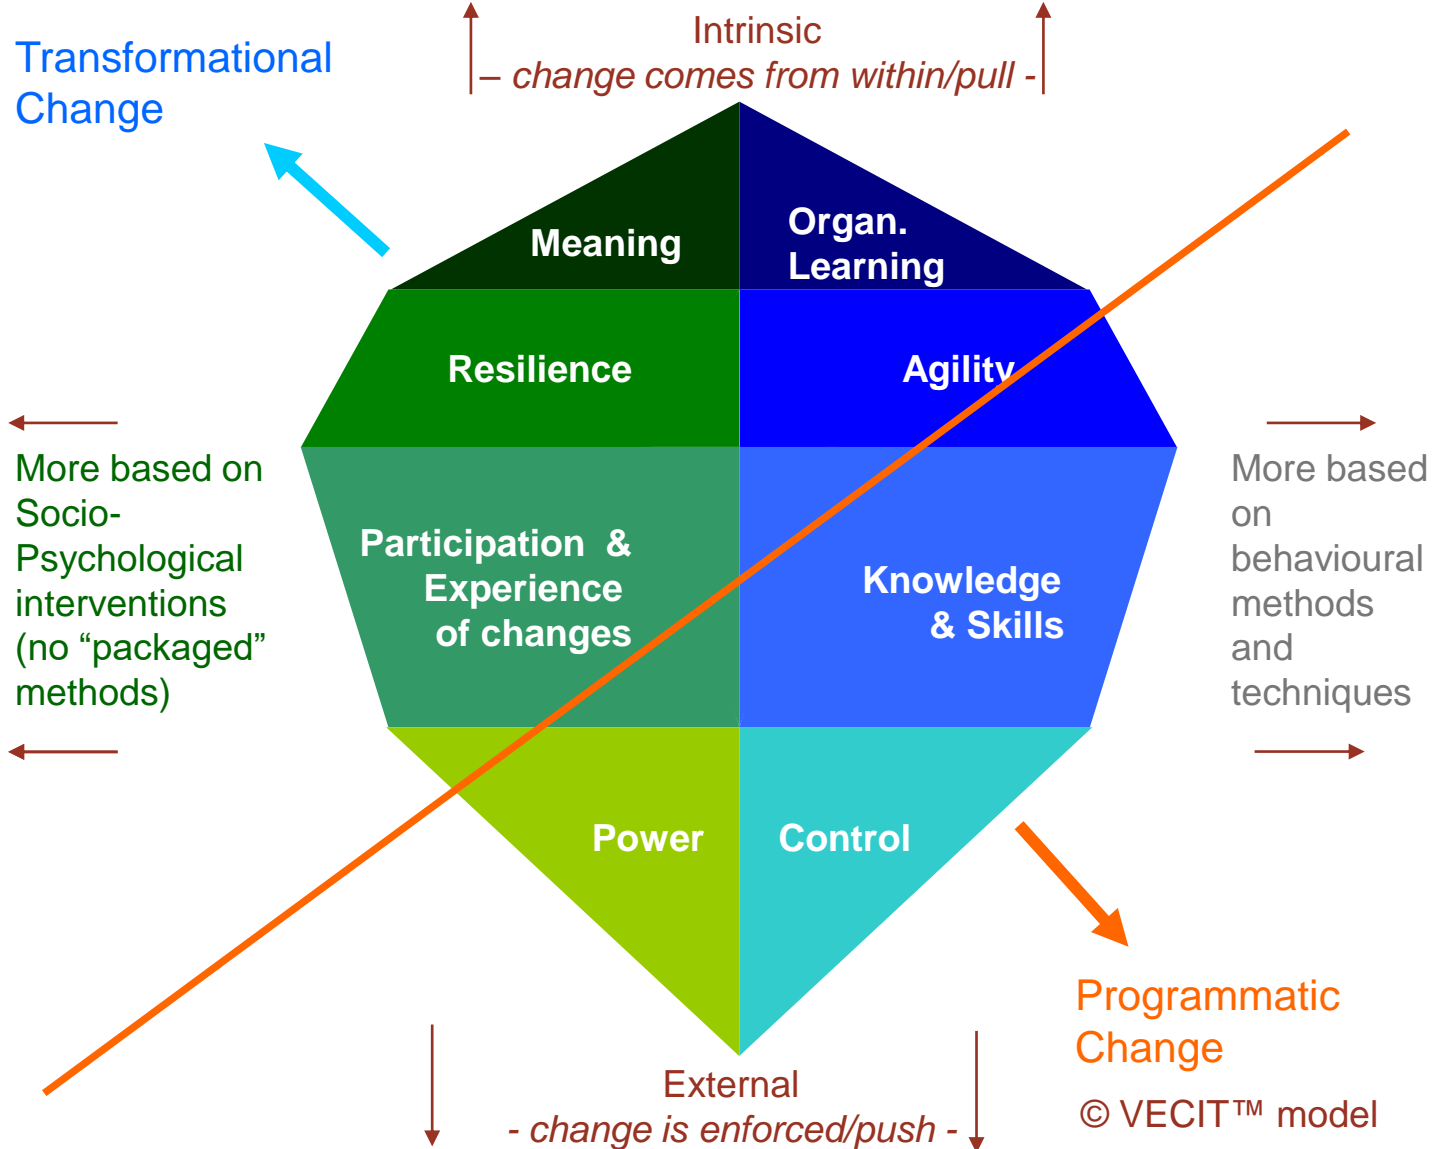 Intrinsic
– change comes from within/pull -
Transformational
Change
Meaning
Organ.
Learning
Resilience
Agility
More based on
Socio-
Psychological
interventions
(no “packaged”
methods)
Participation &
Experience
of changes
Knowledge
& Skills
More based
on
behavioural
methods
and
techniques
Power
Control
Programmatic
Change
External
- change is enforced/push -
© VECIT™ model